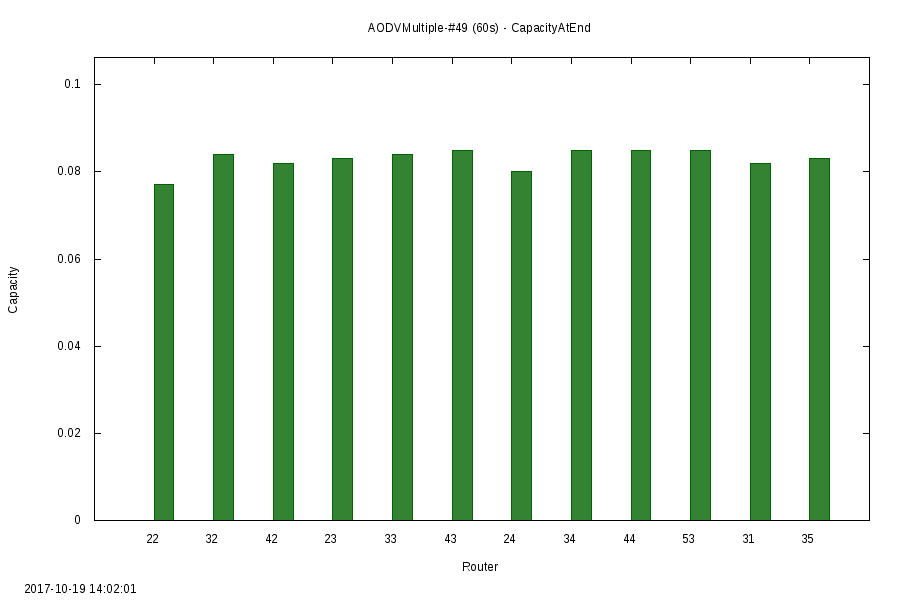 AODVMultiple-#49 (60s) - CapacityAtEnd
0.1
0.08
0.06
0.04
0.02
0
Capacity
22 32 42 23 33 43 24 34 44 53 31 35
Router
2017-10-19 14:02:01